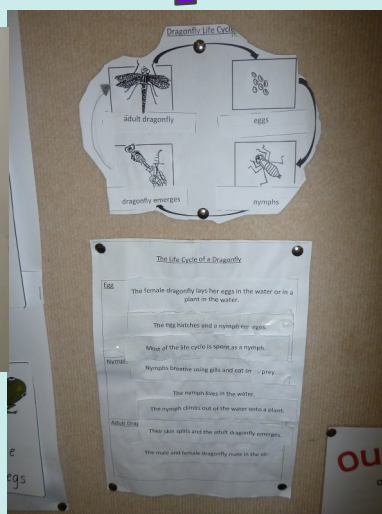 Dragonfly Life Cycle
adult dragonfly
eggs
dragonfly emerges
nymphs
The Life Cycle of a Dragonfly
Egg
The female dragonfly lays her eggs in the water or in a
plant in the water.
The egg hatches and a nymph
Most of the life cycle is spent as a nymph.
Nymph
Nymphs breathe using gills and eat prey.
The nymph lives in the water.
The nymph climbs out of the water onto a plant.
Adult
Their skin splits and the adult dragonfly emerges.
The male and female dragonfly mate in the air.
e
egs
ou